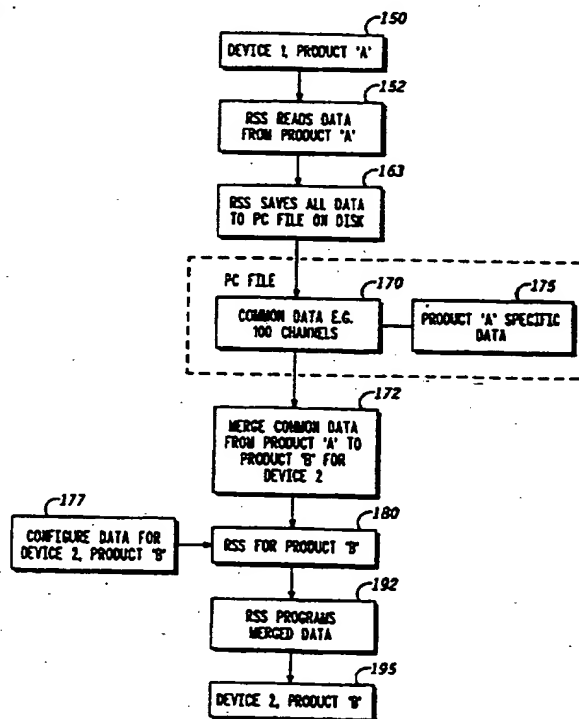 150
DEVICE 1, PRODUCT 'A'
152
RSS READS DATA
FROM PRODUCT 'A'
163
RSS SAVES ALL DATA
TO PC FILE ON DISK
PC FILE
170
175
COMMON DATA E.G.
100 CHANNELS
PRODUCT 'A' SPECIFIC
DATA
172
MERGE COMMON DATA
FROM PRODUCT 'A' TO
PRODUCT 'B' FOR
DEVICE 2
177
CONFIGURE DATA FOR
DEVICE 2, PRODUCT 'B'
180
RSS FOR PRODUCT 'B'
192
RSS PROGRAMS
MERGED DATA
195
DEVICE 2, PRODUCT 'B'